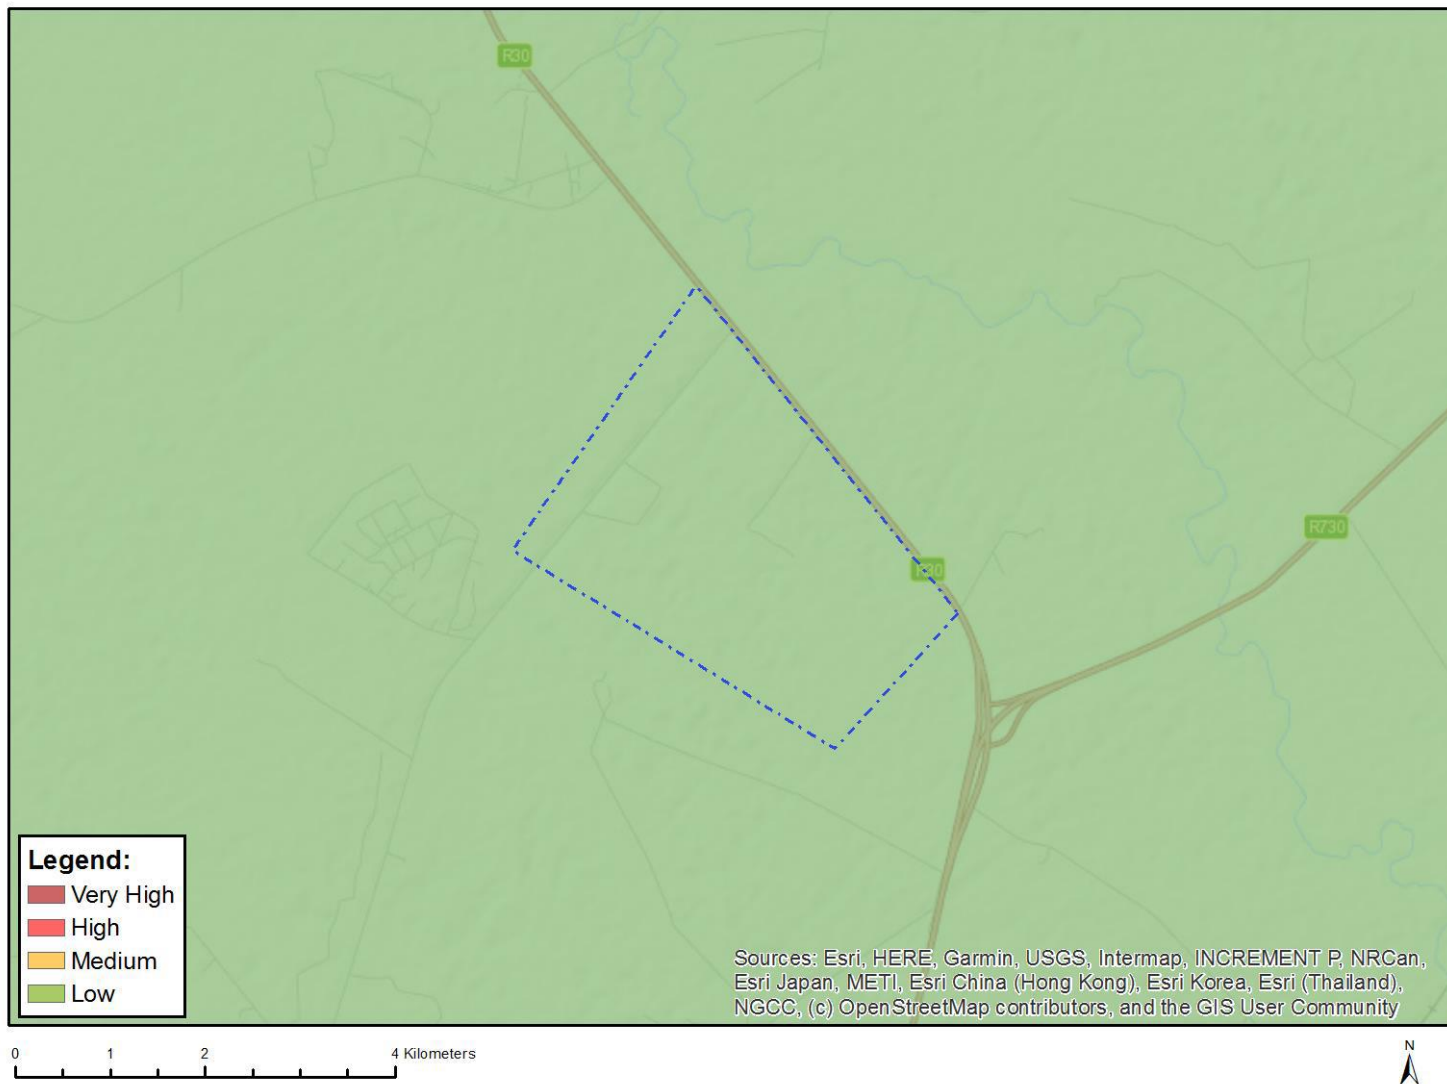 R30
R730
R30
Legend:
Very High
High
Medium
Low
Sources: Esri, HERE, Garmin, USGS, Intermap, INCREMENT P, NRCan,
Esri Japan, METI, Esri China (Hong Kong), Esri Korea, Esri (Thailand),
NGCC, (c) OpenStreetMap contributors, and the GIS User Community
0 1 2 4 Kilometers
N